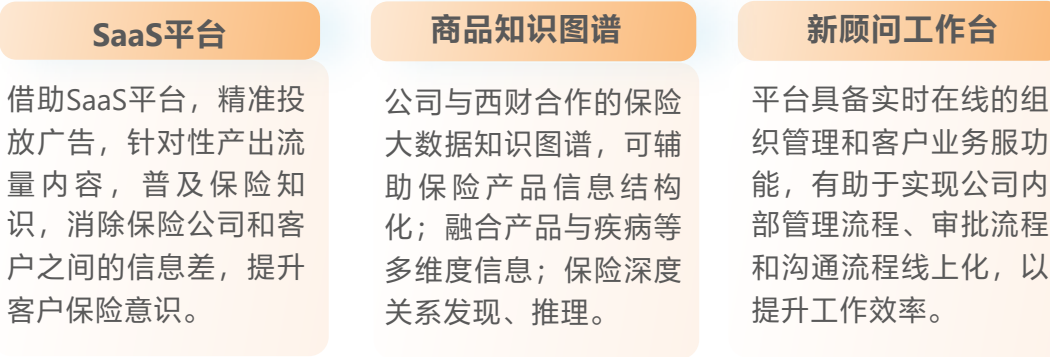 SaaS平台
借助SaaS平台，精准投
放广告，针对性产出流
量内容，普及保险知
识，消除保险公司和客
户之间的信息差，提升
客户保险意识。
商品知识图谱
公司与西财合作的保险
大数据知识图谱，可辅
助保险产品信息结构
化；融合产品与疾病等
多维度信息；保险深度
关系发现、推理。
新顾问工作台
平台具备实时在线的组
织管理和客户业务服功
能，有助于实现公司内
部管理流程、审批流程
和沟通流程线上化，以
提升工作效率。